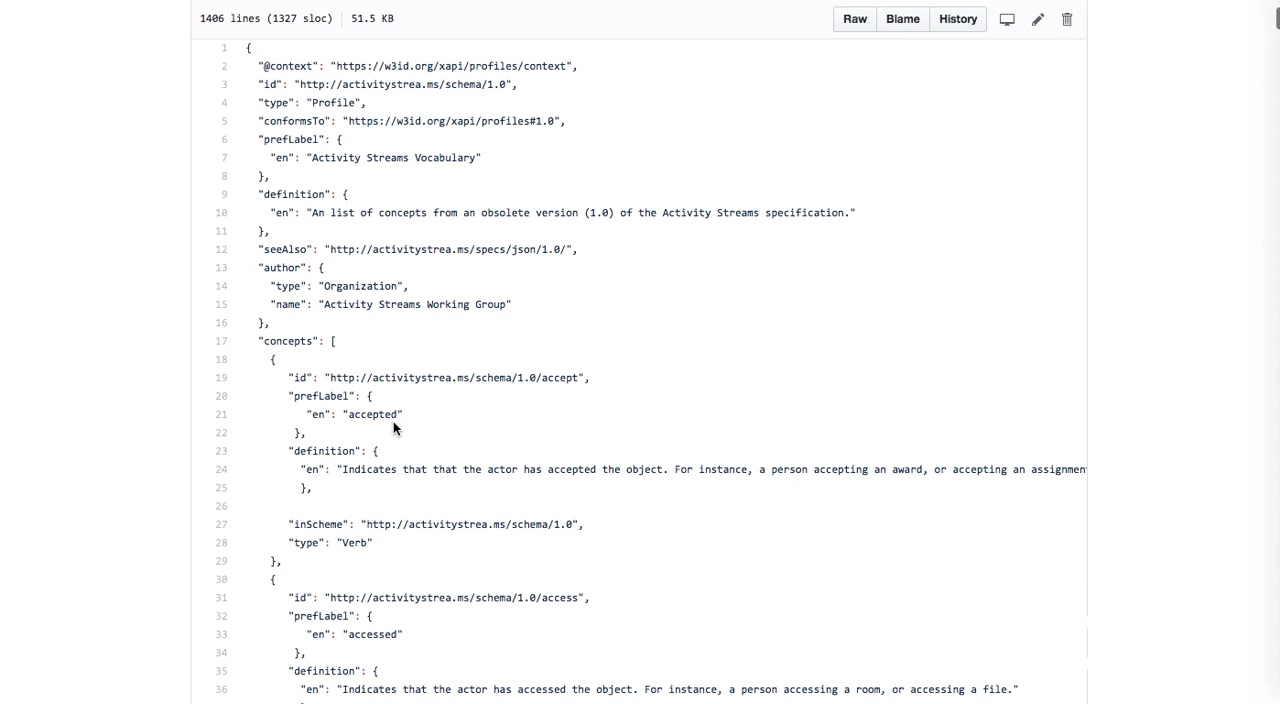 1406 lines (1327 sloc) 51.5 KB Raw Blame History
1 {
2 "@context": "https://w3id.org/xapi/profiles/context",
3 "id": "http://activitystrea.ms/schema/1.0",
4 "type": "Profile",
5 "conformsTo": "https://w3id.org/xapi/profiles#1.0",
6 "prefLabel": {
7 "en": "Activity Streams Vocabulary"
8 },
9 "definition": {
10 "en": "An list of concepts from an obsolete version (1.0) of the Activity Streams specification."
11 },
12 "seeAlso": "http://activitystrea.ms/specs/json/1.0/",
13 "author": {
14 "type": "Organization",
15 "name": "Activity Streams Working Group"
16 },
17 "concepts": [
18 {
19 "id": "http://activitystrea.ms/schema/1.0/accept",
20 "prefLabel": {
21 "en": "accepted"
22 },
23 "definition": {
24 "en": "Indicates that that the actor has accepted the object. For instance, a person accepting an award, or accepting an assignmen
25 },
26
27 "inScheme": "http://activitystrea.ms/schema/1.0",
28 "type": "Verb"
29 },
30 {
31 "id": "http://activitystrea.ms/schema/1.0/access",
32 "prefLabel": {
33 "en": "accessed"
34 },
35 "definition": {
36 "en": "Indicates that the actor has accessed the object. For instance, a person accessing a room, or accessing a file."